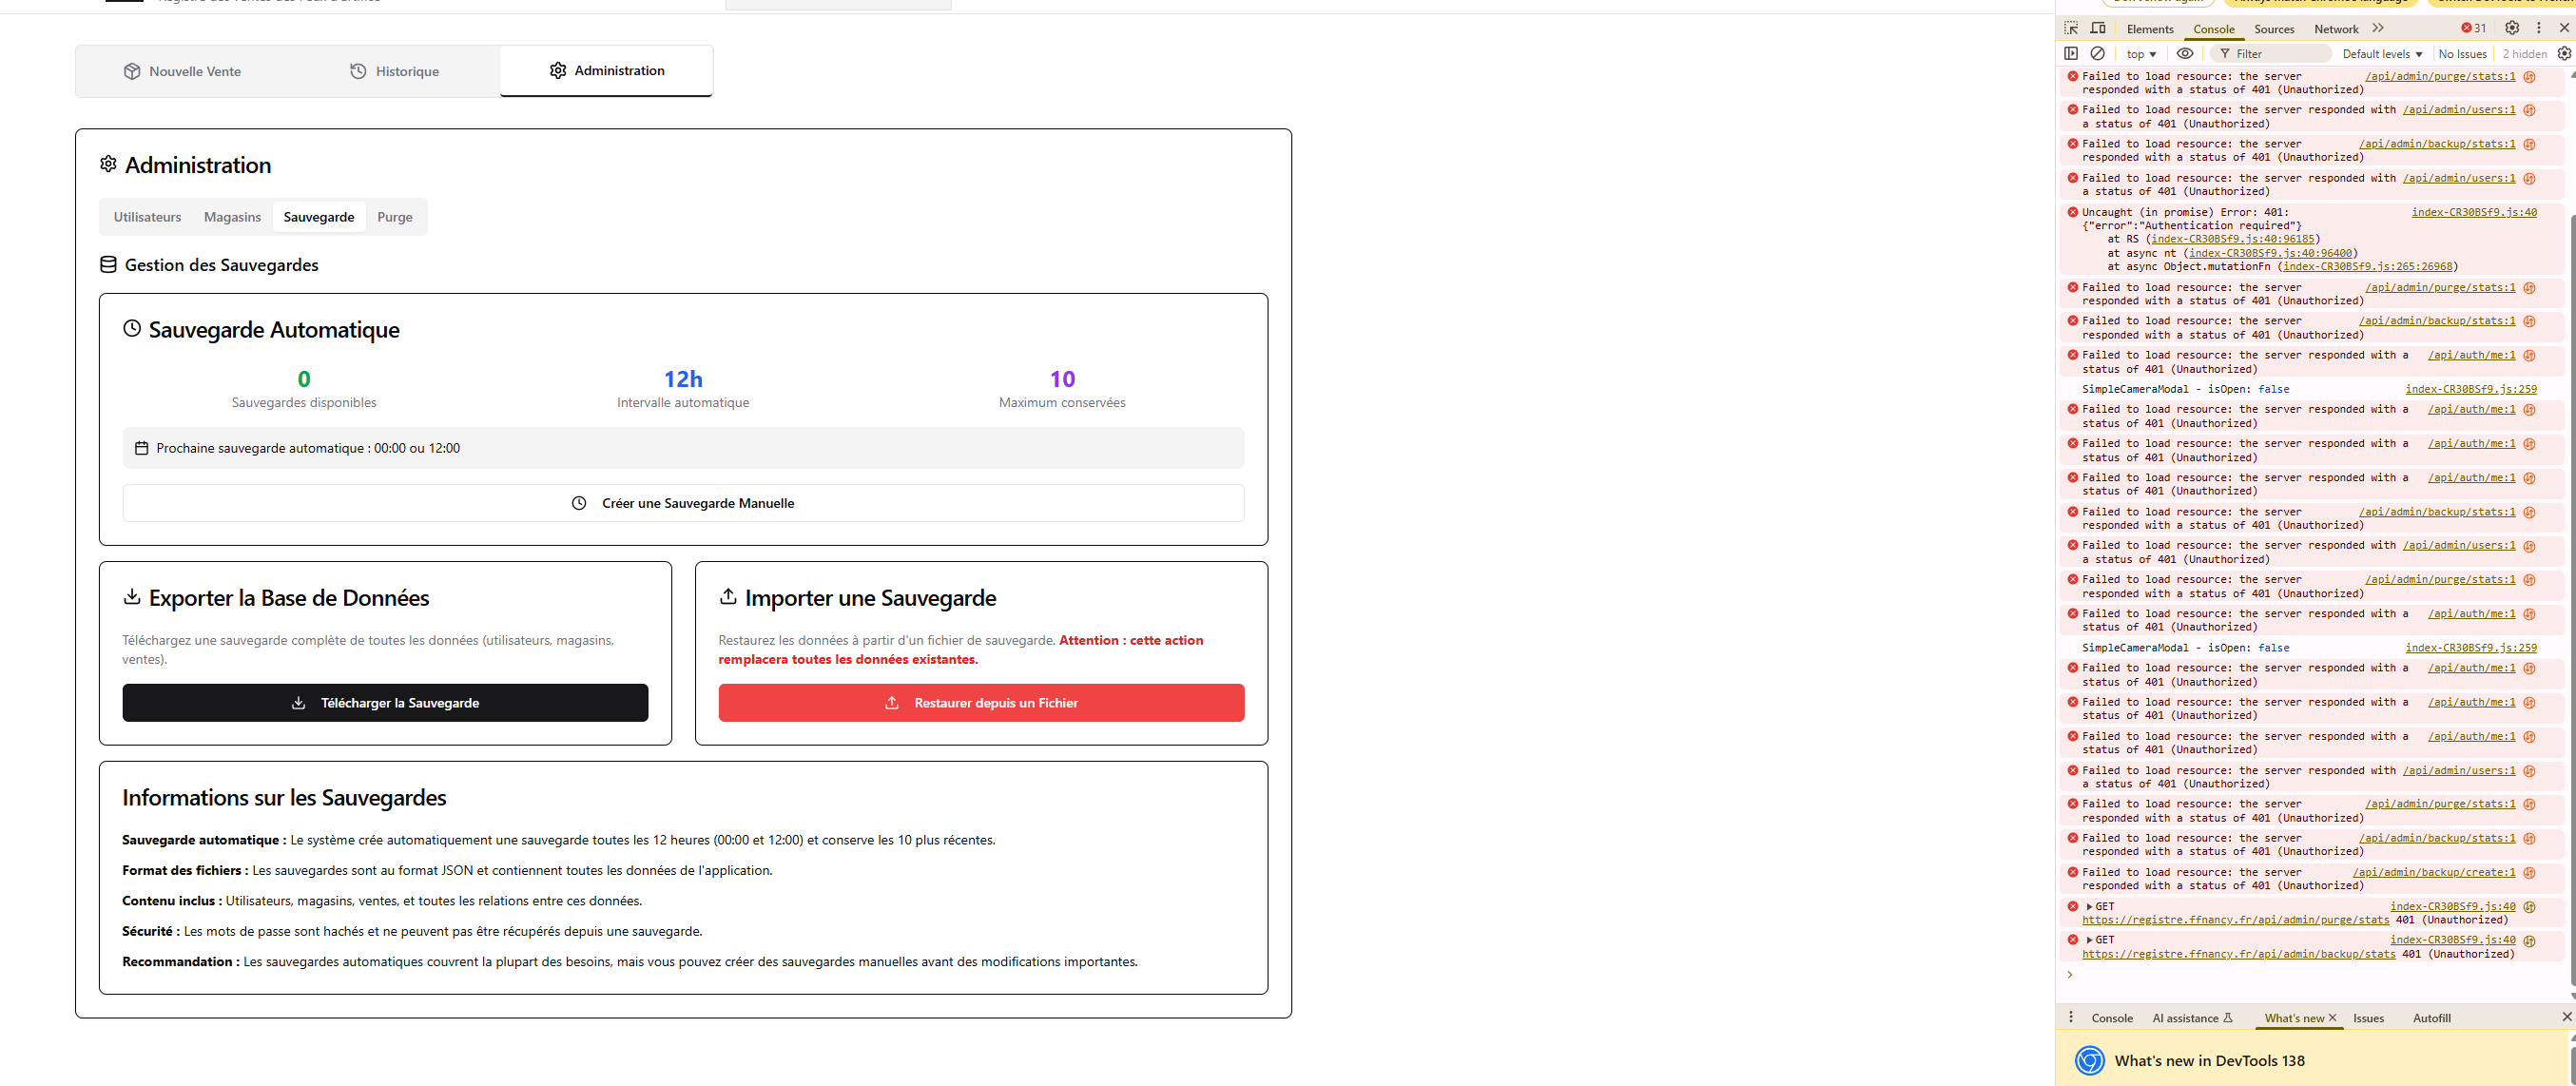 Nouvelle Vente
Historique
Administration
Administration
Utilisateurs
Magasins
Sauvegarde
Purge
Gestion des Sauvegardes
Sauvegarde Automatique
0
12h
10
Sauvegardes disponibles
Intervalle automatique
Maximum conservées
Prochaine sauvegarde automatique : 00:00 ou 12:00
Créer une Sauvegarde Manuelle
Exporter la Base de Données
Téléchargez une sauvegarde complète de toutes les données (utilisateurs, magasins,
ventes).
Télécharger la Sauvegarde
Importer une Sauvegarde
Restaurez les données à partir d'un fichier de sauvegarde. Attention : cette action
remplacera toutes les données existantes.
Restaurer depuis un Fichier
Informations sur les Sauvegardes
Sauvegarde automatique : Le système crée automatiquement une sauvegarde toutes les 12 heures (00:00 et 12:00) et conserve les 10 plus récentes.
Format des fichiers : Les sauvegardes sont au format JSON et contiennent toutes les données de l'application.
Contenu inclus : Utilisateurs, magasins, ventes, et toutes les relations entre ces données.
Sécurité : Les mots de passe sont hachés et ne peuvent pas être récupérés depuis une sauvegarde.
Recommandation : Les sauvegardes automatiques couvrent la plupart des besoins, mais vous pouvez créer des sauvegardes manuelles avant des modifications importantes.
Elements
Console
Sources
Network
31
top
Filter
Default levels
No Issues
2 hidden
Failed to load resource: the server /api/admin/purge/stats:1
responded with a status of 401 (Unauthorized)
Failed to load resource: the server responded with /api/admin/users:1
a status of 401 (Unauthorized)
Failed to load resource: the server /api/admin/backup/stats:1
responded with a status of 401 (Unauthorized)
Failed to load resource: the server responded with /api/admin/users:1
a status of 401 (Unauthorized)
Uncaught (in promise) Error: 401: index-CR30BSf9.js:40
{"error":"Authentication required"}
at RS (index-CR30BSf9.js:40:96185)
at async nt (index-CR30BSf9.js:40:96400)
at async Object.mutationFn (index-CR30BSf9.js:265:26968)
Failed to load resource: the server /api/admin/purge/stats:1
responded with a status of 401 (Unauthorized)
Failed to load resource: the server /api/admin/backup/stats:1
responded with a status of 401 (Unauthorized)
Failed to load resource: the server responded with a /api/auth/me:1
status of 401 (Unauthorized)
SimpleCameraModal - isOpen: false index-CR30BSf9.js:259
Failed to load resource: the server responded with a /api/auth/me:1
status of 401 (Unauthorized)
Failed to load resource: the server responded with a /api/auth/me:1
status of 401 (Unauthorized)
Failed to load resource: the server responded with a /api/auth/me:1
status of 401 (Unauthorized)
Failed to load resource: the server /api/admin/backup/stats:1
responded with a status of 401 (Unauthorized)
Failed to load resource: the server responded with /api/admin/users:1
a status of 401 (Unauthorized)
Failed to load resource: the server /api/admin/purge/stats:1
responded with a status of 401 (Unauthorized)
Failed to load resource: the server responded with a /api/auth/me:1
status of 401 (Unauthorized)
SimpleCameraModal - isOpen: false index-CR30BSf9.js:259
Failed to load resource: the server responded with a /api/auth/me:1
status of 401 (Unauthorized)
Failed to load resource: the server responded with a /api/auth/me:1
status of 401 (Unauthorized)
Failed to load resource: the server responded with a /api/auth/me:1
status of 401 (Unauthorized)
Failed to load resource: the server responded with /api/admin/users:1
a status of 401 (Unauthorized)
Failed to load resource: the server /api/admin/purge/stats:1
responded with a status of 401 (Unauthorized)
Failed to load resource: the server /api/admin/backup/stats:1
responded with a status of 401 (Unauthorized)
Failed to load resource: the server /api/admin/backup/create:1
responded with a status of 401 (Unauthorized)
GET index-CR30BSf9.js:40
https://registre.ffnancy.fr/api/admin/purge/stats 401 (Unauthorized)
GET index-CR30BSf9.js:40
https://registre.ffnancy.fr/api/admin/backup/stats 401 (Unauthorized)
Console
AI assistance
What's new
Issues
Autofill
What's new in DevTools 138